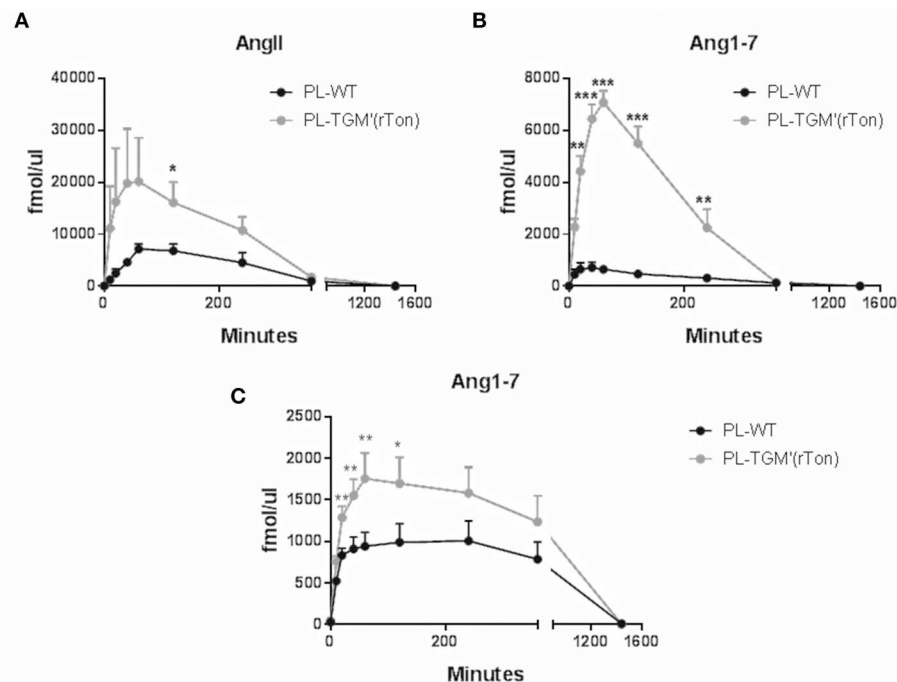 A
AngII
40000
30000
20000
10000
0
fmol/ul
PL-WT
PL-TGM'(rTon)
*
0
200
1200
1600
Minutes
B
Ang1-7
8000
6000
4000
2000
0
fmol/ul
PL-WT
PL-TGM'(rTon)
**
***
***
***
**
0
200
1200
1600
Minutes
C
Ang1-7
2500
2000
1500
1000
500
0
fmol/ul
PL-WT
PL-TGM'(rTon)
**
**
**
*
0
200
1200
1600
Minutes